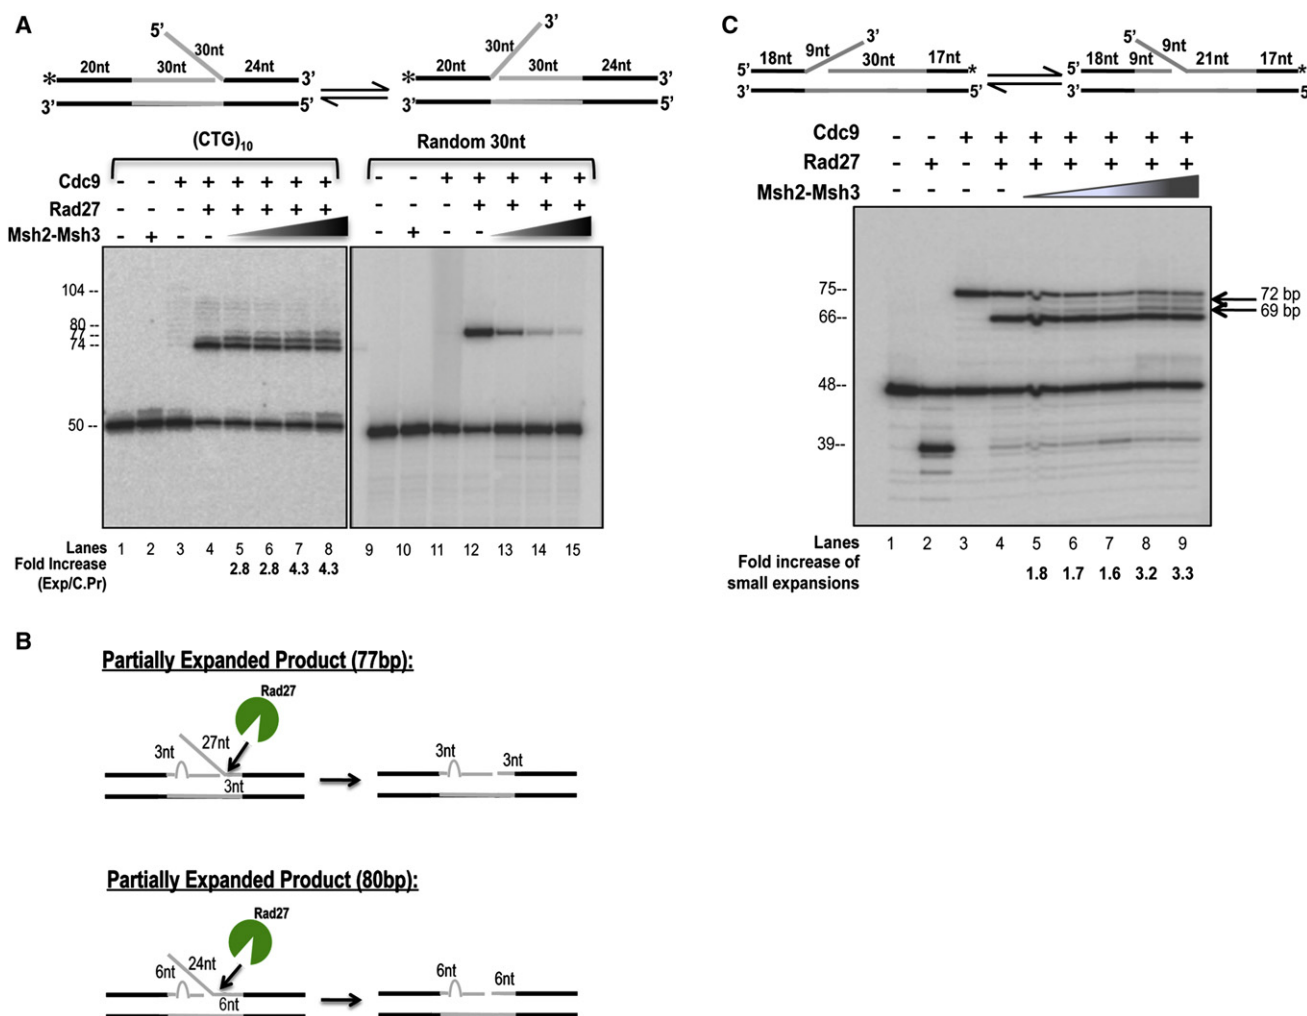 A
5’
30nt
20nt 30nt 24nt
* 3’
3’ 5’
3’
30nt
20nt 30nt 24nt
* 3’
3’ 5’
(CTG)10 Random 30nt
Cdc9 - - + + + + + + - - + + + + +
Rad27 - - - + + + + + - - - + + + +
Msh2-Msh3 - + - - - + - -
104 --
80 --
77 --
74 --
50 --
Lanes 1 2 3 4 5 6 7 8 9 10 11 12 13 14 15
Fold Increase 2.8 2.8 4.3 4.3
(Exp/C.Pr)
B
Partially Expanded Product (77bp):
Rad27
3nt 27nt
3nt
3nt 3nt
Partially Expanded Product (80bp):
Rad27
6nt 24nt
6nt
6nt 6nt
C
3’
18nt 9nt 30nt 17nt
5’ *
3’ 5’
5’
9nt
18nt 9nt 21nt 17nt
5’ *
3’ 5’
Cdc9 - - + + + + + + +
Rad27 - + - + + + + + +
Msh2-Msh3 - - - -
75--
66--
48--
39--
72 bp
69 bp
Lanes 1 2 3 4 5 6 7 8 9
Fold increase of 1.8 1.7 1.6 3.2 3.3
small expansions